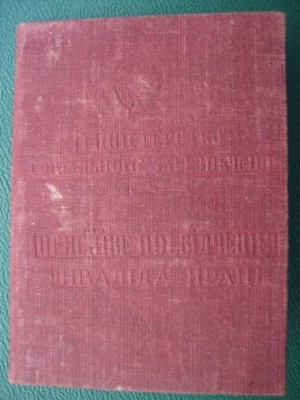 МІНІСТЕРСТВО
СОЦІАЛЬНОГО ЗАБЕЗПЕЧЕННЯ
ПЕНСІЙНЕ ПОСВІДЧЕННЯ
ІНВАЛІДА ПРАЦІ